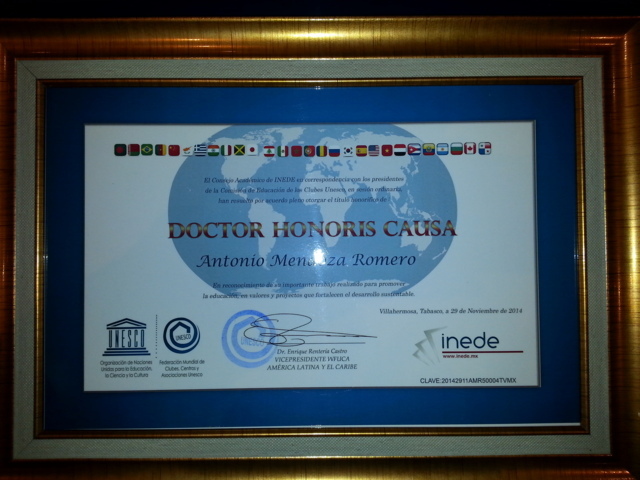 El Consejo Académico de INEDE en correspondencia con los presidentes
de la Comisión de Educación de los Clubes Unesco, en sesión ordinaria
han resuelto por acuerdo pleno otorgar el título honorífico de
DOCTOR HONORIS CAUSA
Antonio Mendoza Romero
En reconocimiento de su importante trabajo realizado para promover
la educación, en valores y proyectos que fortalecen el desarrollo sustentable.
Villahermosa, Tabasco, a 29 de Noviembre de 2014
UNESCO
Organización de Naciones
Unidas para la Educación,
la Ciencia y la Cultura
Federación Mundial de
Clubes, Centros y
Asociaciones Unesco
Dr. Enrique Rentería Castro
VICEPRESIDENTE WFUCA
AMÉRICA LATINA Y EL CARIBE
inede
www.inede.mx
CLAVE:20142911AMRS0004TVMX